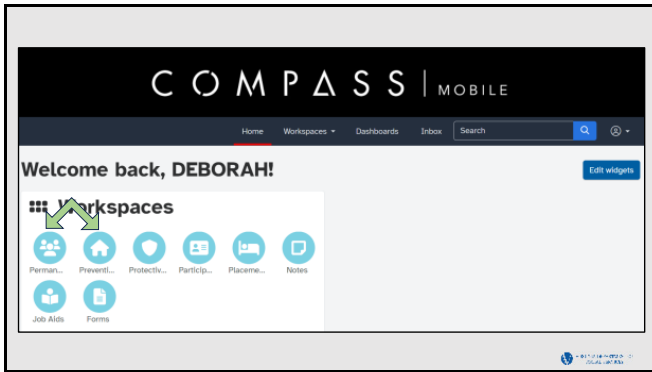 COMPASS | MOBILE
Home Workspaces Dashboards Inbox Search
Welcome back, DEBORAH!
Edit widgets
Workspaces
Perman... Preventi... Protectiv... Particip... Placeme... Notes
Job Aids Forms